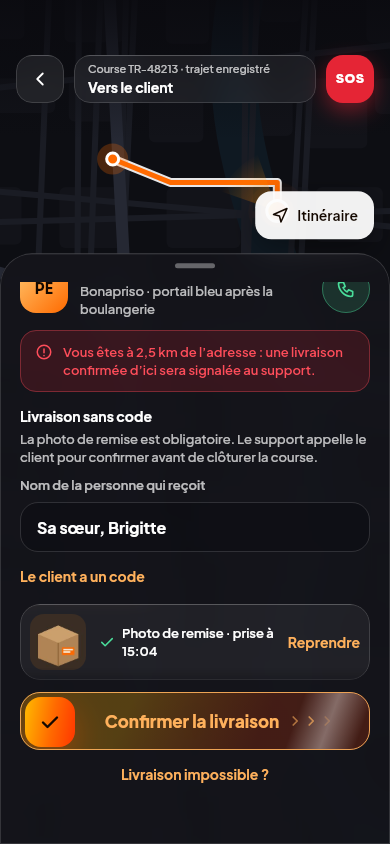 Course TR-48213 · trajet enregistré
Vers le client
SOS
Itinéraire
PE
Bonapriso · portail bleu après la
boulangerie
Vous êtes à 2,5 km de l'adresse : une livraison
confirmée d'ici sera signalée au support.
Livraison sans code
La photo de remise est obligatoire. Le support appelle le
client pour confirmer avant de clôturer la course.
Nom de la personne qui reçoit
Sa sœur, Brigitte
Le client a un code
Photo de remise · prise à
15:04
Reprendre
Confirmer la livraison
Livraison impossible ?